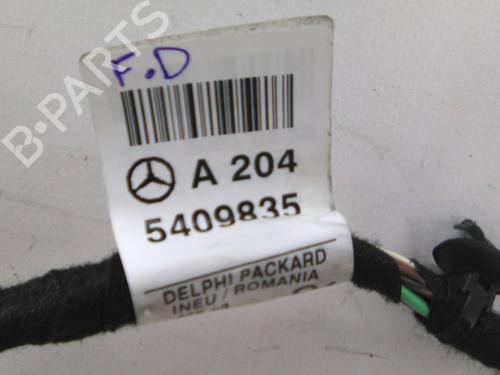 B-PARTS
F.D
A 204
5409835
DELPHI PACKARD
INEU / ROMANIA